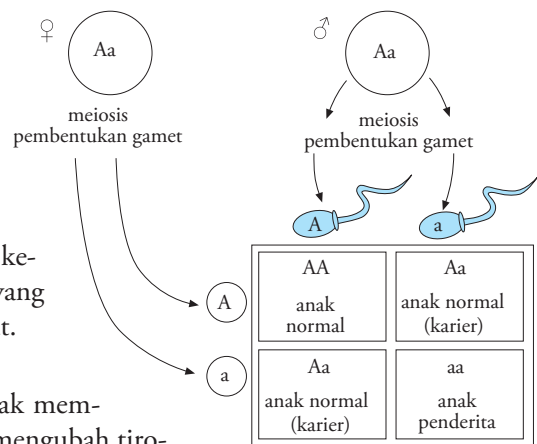 ♀ ♂
Aa Aa
meiosis
pembentukan gamet
meiosis
pembentukan gamet
A a
ke-
yang
t.
ak mem-
mengubah tiro-
A
a
AA
anak
normal
Aa
anak normal
(karier)
Aa
anak normal
(karier)
aa
anak
penderita